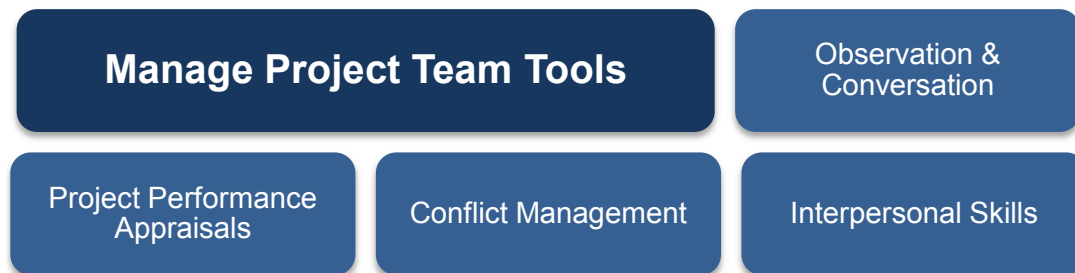 Manage Project Team Tools
Observation &
Conversation
Project Performance
Appraisals
Conflict Management
Interpersonal Skills